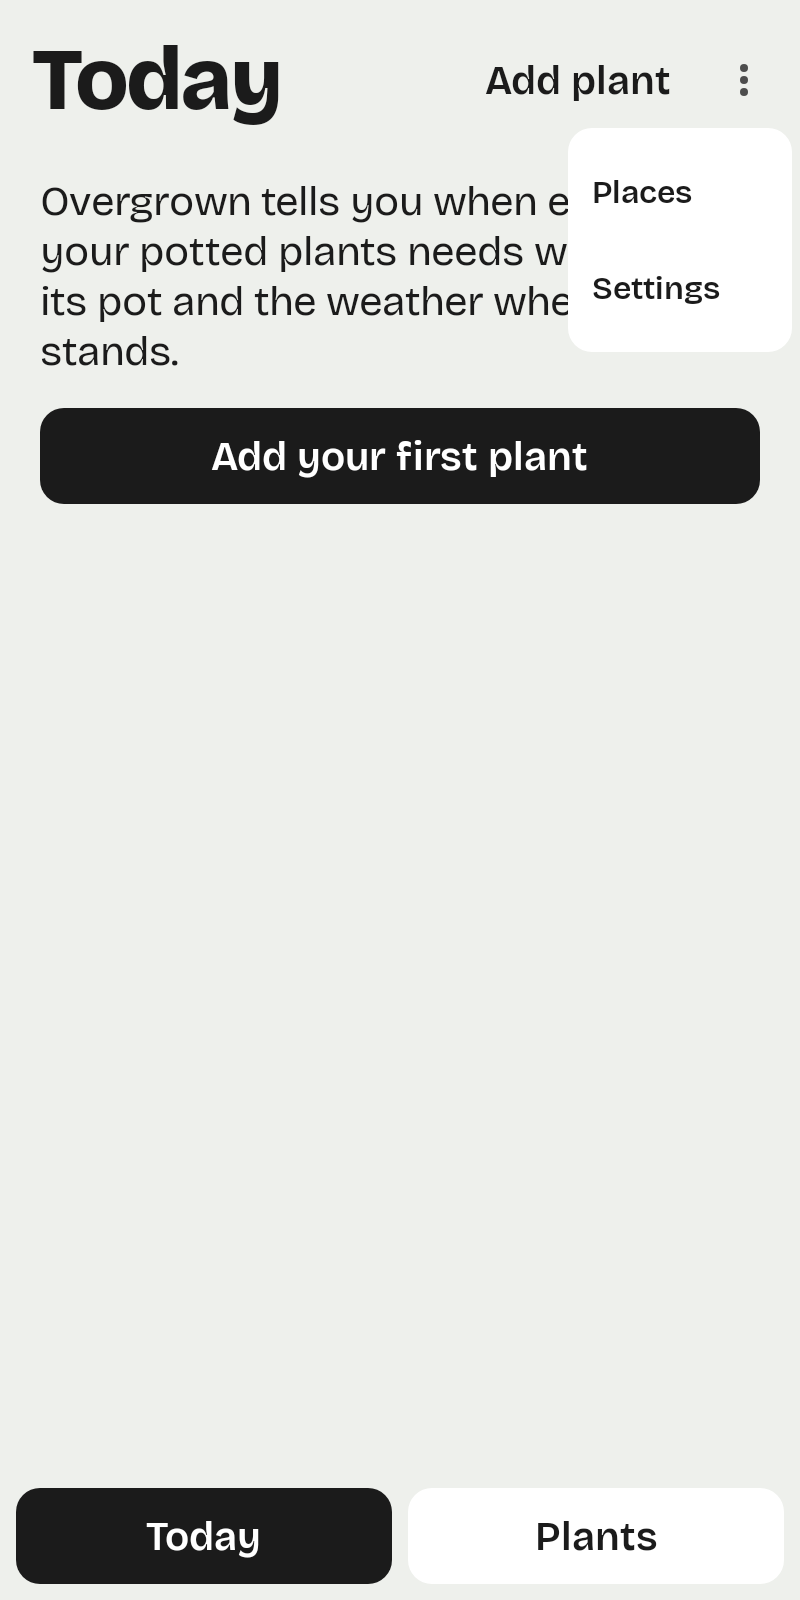 Today
Add plant
Places
Settings
Overgrown tells you when
your potted plants needs
its pot and the weather
stands.
Add your first plant
Today
Plants